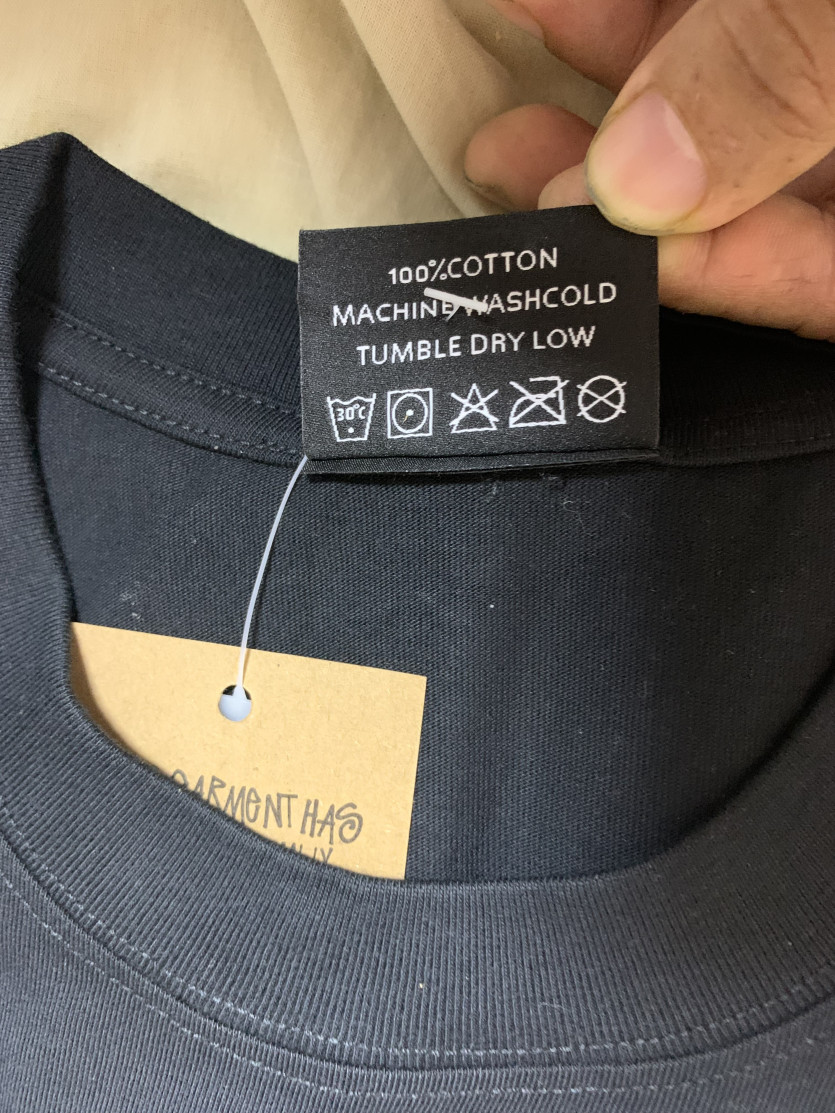 100%COTTON
MACHINE WASHCOLD
TUMBLE DRY LOW
30°C
GARMENT HAS